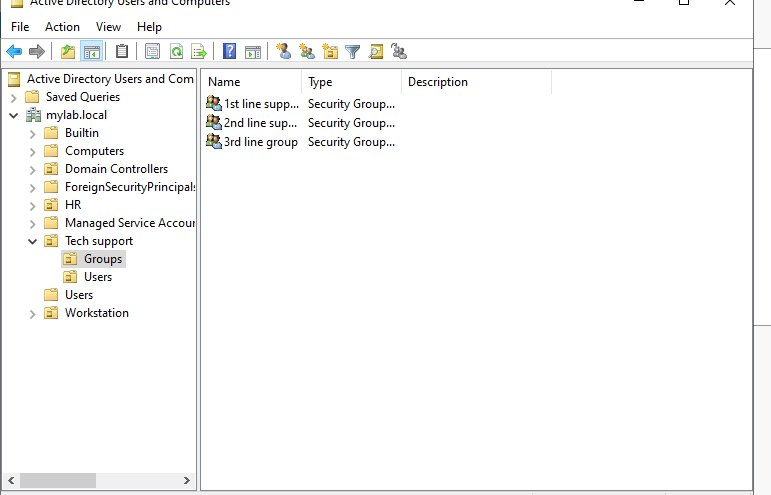 Active Directory Users and Computers
File Action View Help
Active Directory Users and Com
Saved Queries
mylab.local
Builtin
Computers
Domain Controllers
ForeignSecurityPrincipals
HR
Managed Service Accour
Tech support
Groups
Users
Users
Workstation
Name Type Description
1st line supp... Security Group...
2nd line sup... Security Group...
3rd line group Security Group...